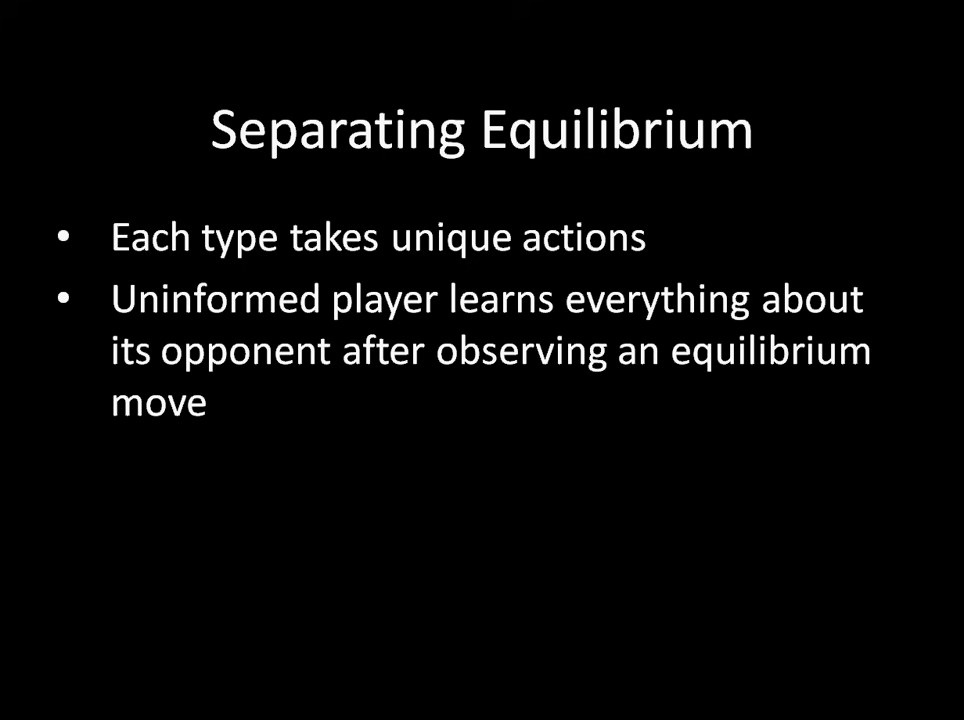 Separating Equilibrium
• Each type takes unique actions
• Uninformed player learns everything about
its opponent after observing an equilibrium
move